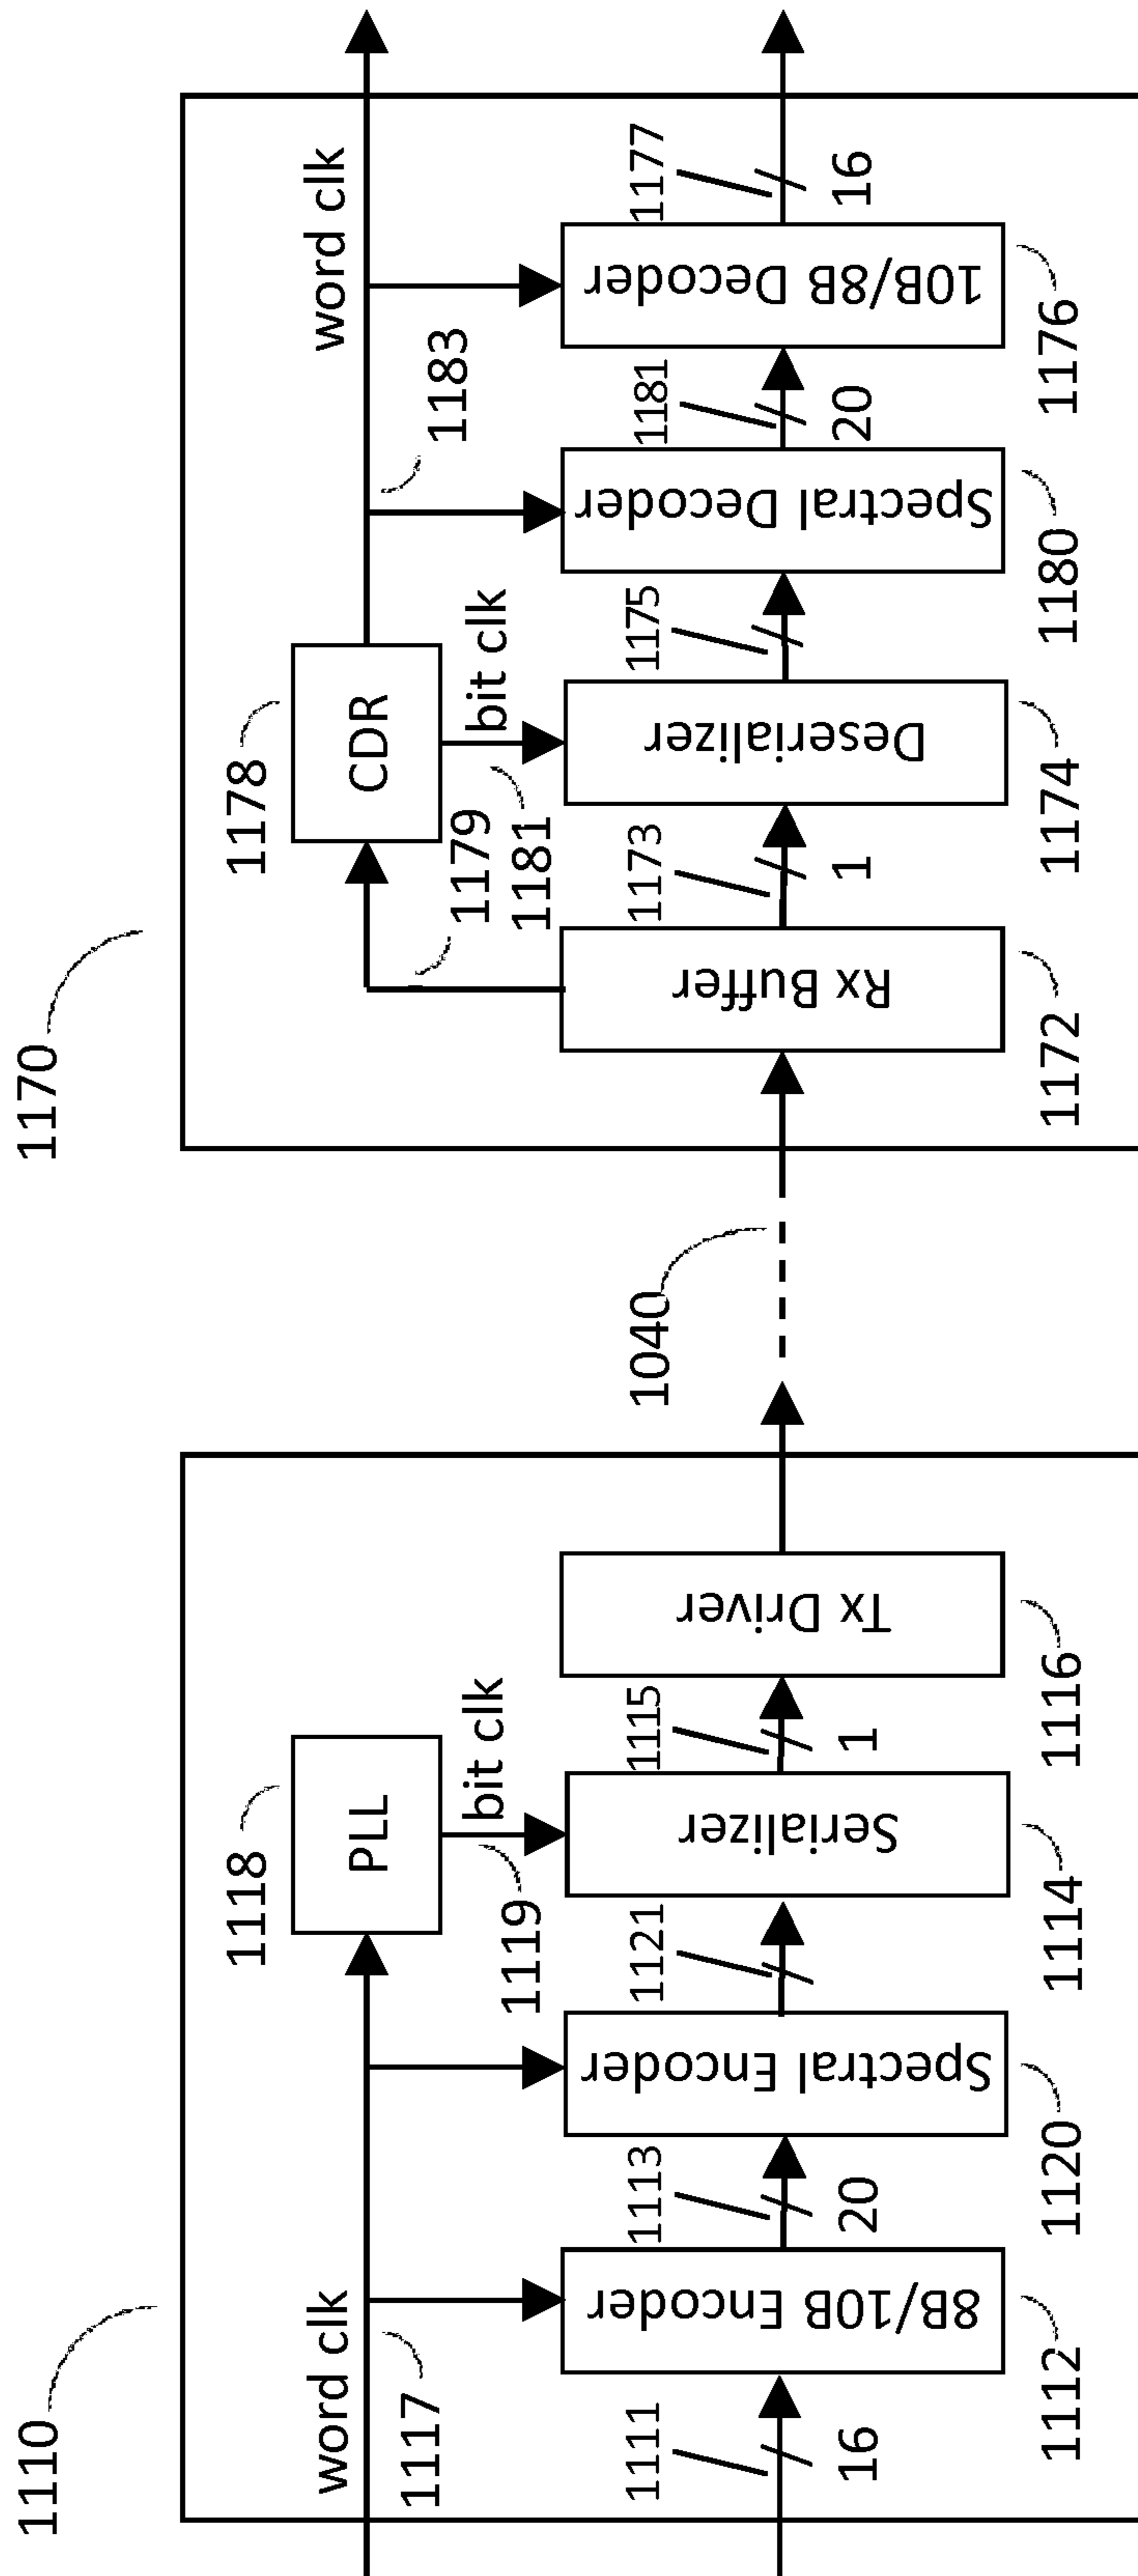 1110
word clk
1117
1111
16
8B/10B Encoder
1112
1113
20
Spectral Encoder
1120
1118
PLL
bit clk
1119
1121
Serializer
1114
1115
1
Tx Driver
1116
1040
1170
Rx Buffer
1172
1173
1
1178
CDR
1179
1181
bit clk
Deserializer
1174
1175
Spectral Decoder
1180
word clk
1183
1181
20
10B/8B Decoder
1176
1177
16